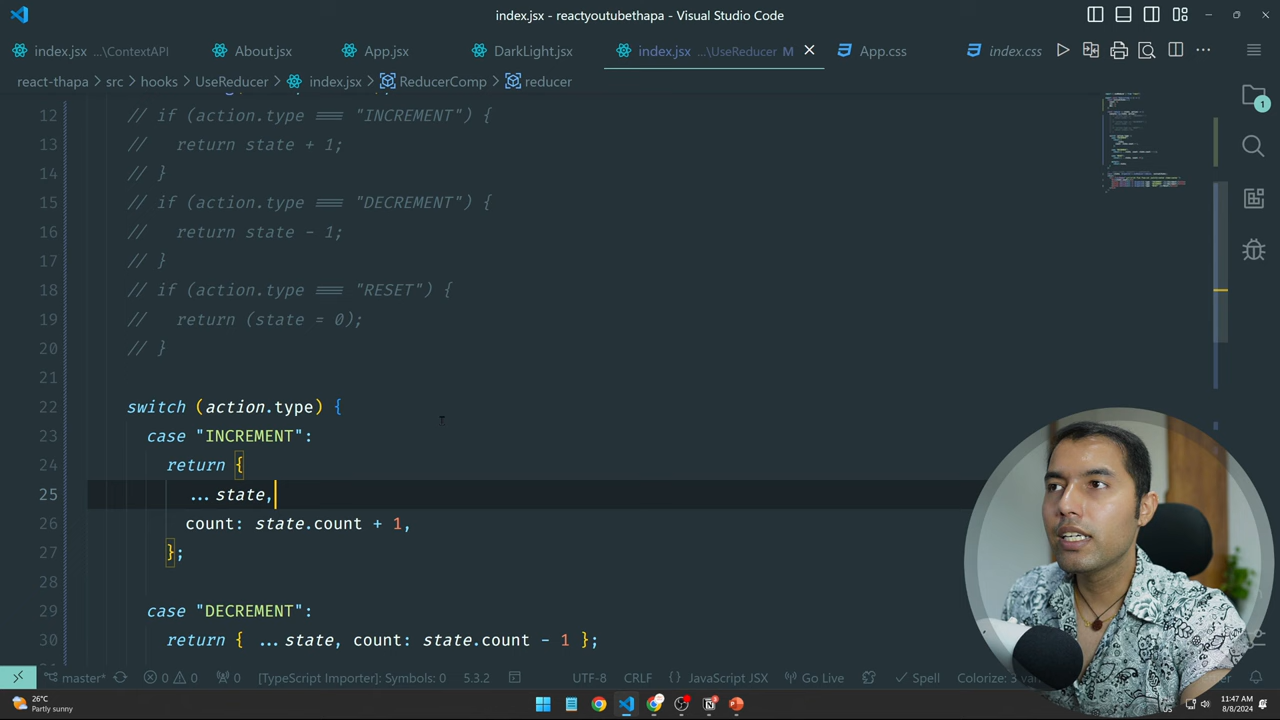 index.jsx - reactyoutubethapa - Visual Studio Code
index.jsx ...\ContextAPI
About.jsx
App.jsx
DarkLight.jsx
index.jsx ...\UseReducer M
App.css
index.css
react-thapa > src > hooks > UseReducer > index.jsx > ReducerComp > reducer
12 // if (action.type === "INCREMENT") {
13 //   return state + 1;
14 // }
15 // if (action.type === "DECREMENT") {
16 //   return state - 1;
17 // }
18 // if (action.type === "RESET") {
19 //   return (state = 0);
20 // }
21
22 switch (action.type) {
23 case "INCREMENT":
24 return {
25 ...state,
26 count: state.count + 1,
27 };
28
29 case "DECREMENT":
30 return { ...state, count: state.count - 1 };
1
master* 0 0 0 [TypeScript Importer]: Symbols: 0 5.3.2 UTF-8 CRLF {} JavaScript JSX Go Live Spell Colorize: 3
26°C
Partly sunny
11:47 AM
8/8/2024